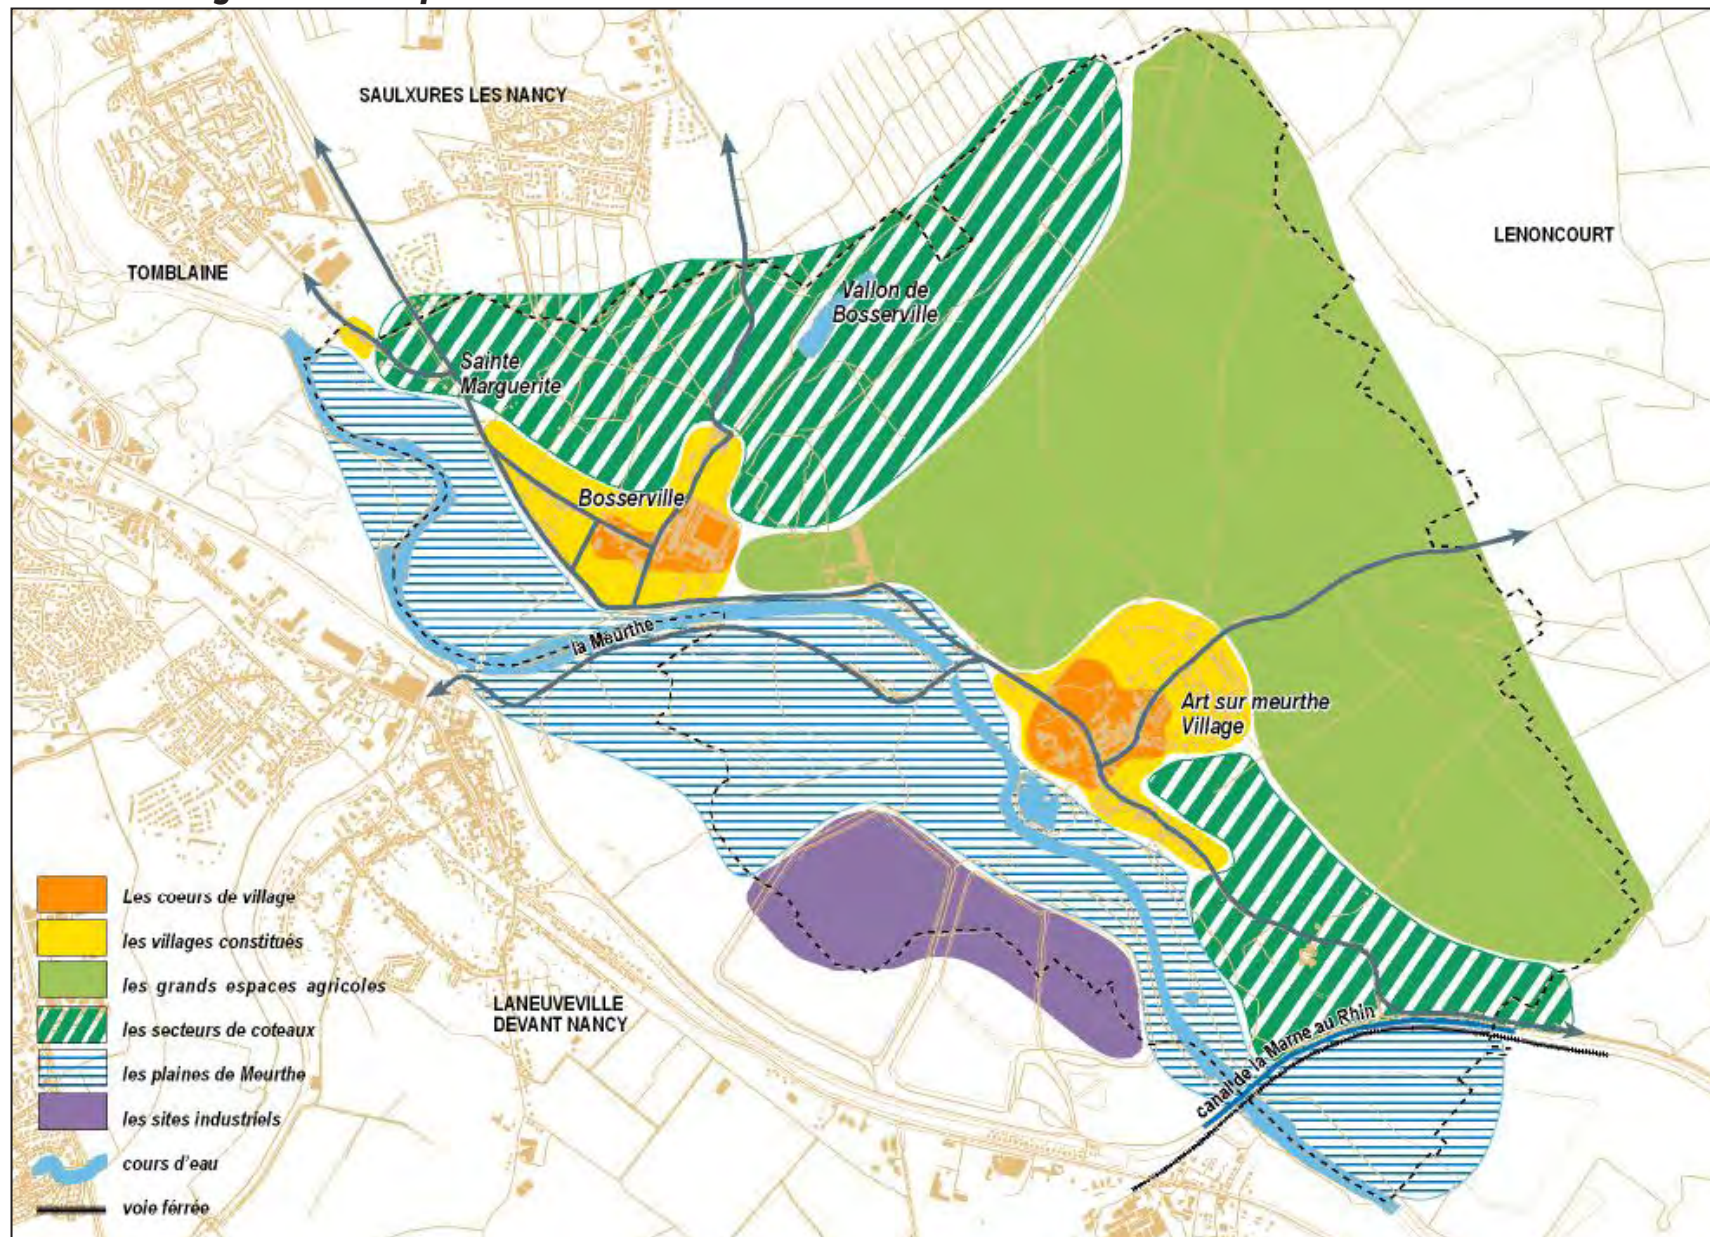 SAULXURES LES NANCY
LENONCOURT
TOMBLAINE
Vallon de
Bosserville
Sainte
Marguerite
Bosserville
la Meurthe
Art sur meurthe
Village
LANEUVEVILLE
DEVANT NANCY
canal de la Marne au Rhin
Les coeurs de village
les villages constitués
les grands espaces agricoles
les secteurs de coteaux
les plaines de Meurthe
les sites industriels
cours d'eau
voie férrée